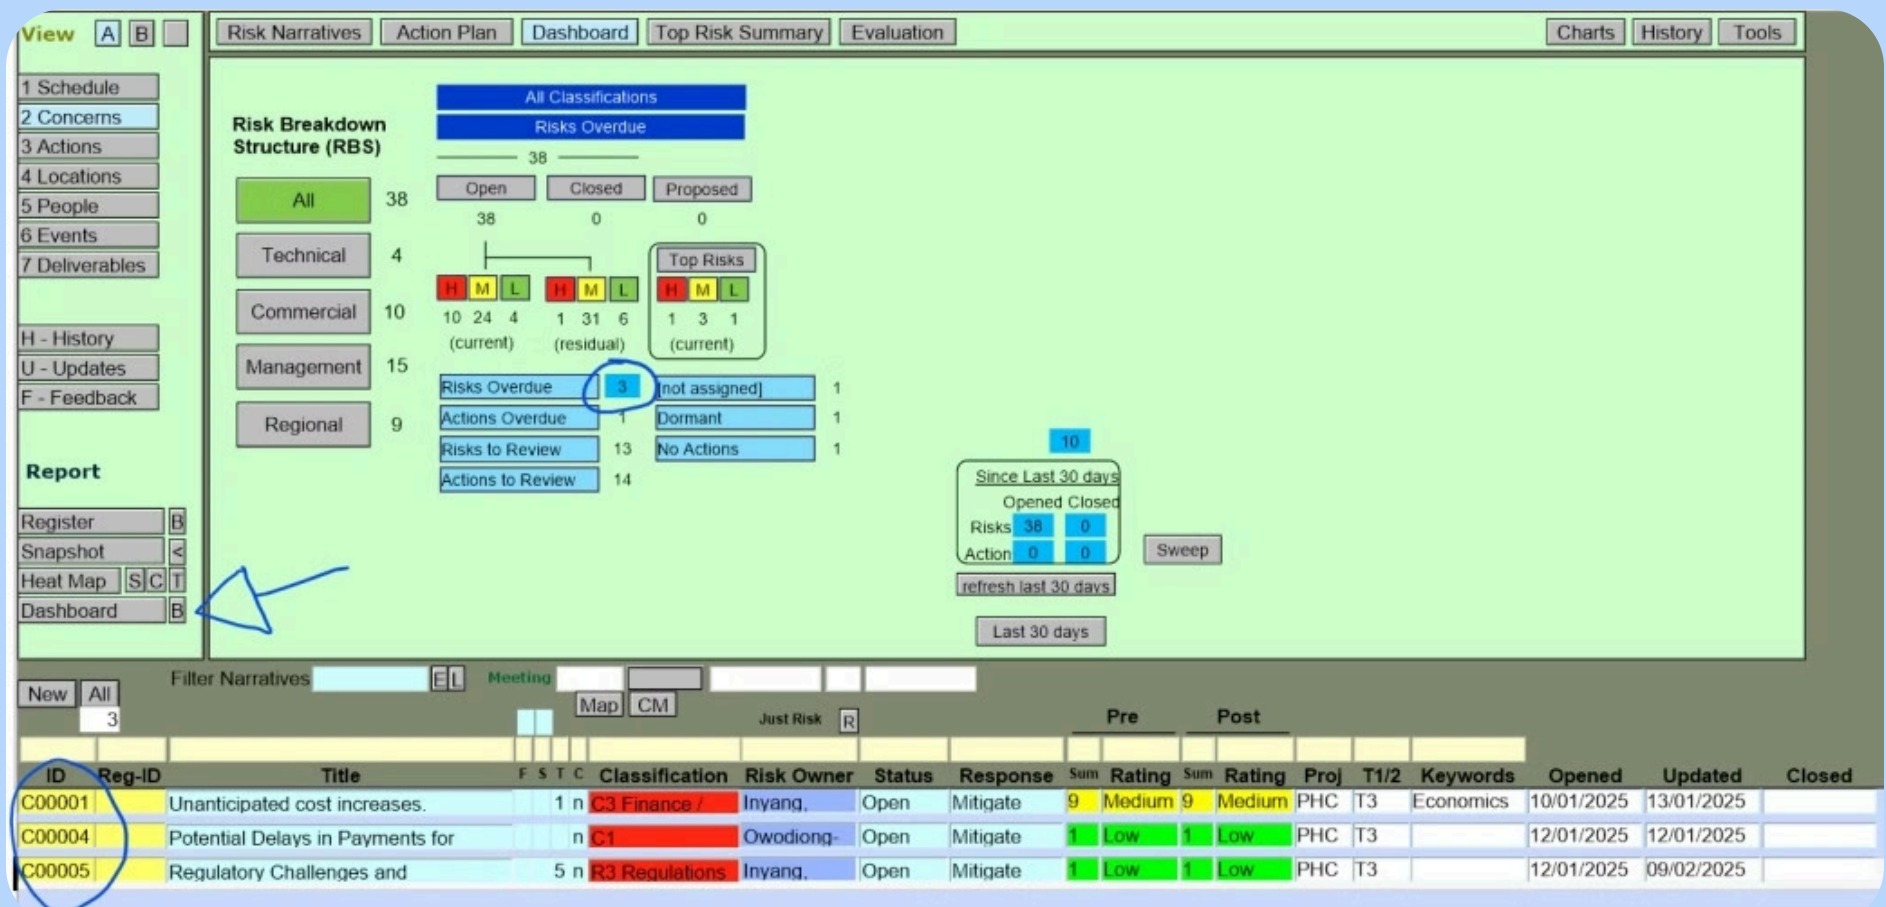 View A B
Risk Narratives Action Plan Dashboard Top Risk Summary Evaluation Charts History Tools
1 Schedule
2 Concerns
3 Actions
4 Locations
5 People
6 Events
7 Deliverables
H - History
U - Updates
F - Feedback
Report
Register B
Snapshot <
Heat Map S C T
Dashboard B
Risk Breakdown
Structure (RBS)
All 38
Technical 4
Commercial 10
Management 15
Regional 9
All Classifications
Risks Overdue
38
Open Closed Proposed
38 0 0
Top Risks
H M L H M L H M L
10 24 4 1 31 6 1 3 1
(current) (residual) (current)
Risks Overdue 3 [not assigned] 1
Actions Overdue 1 Dormant 1
Risks to Review 13 No Actions 1
Actions to Review 14
10
Since Last 30 days
Opened Closed
Risks 38 0
Action 0 0
Sweep
refresh last 30 days
Last 30 days
Filter Narratives E L Meeting
New All
Map CM
3
Just Risk R
Pre Post
ID Reg-ID Title F S T C Classification Risk Owner Status Response Sum Rating Sum Rating Proj T1/2 Keywords Opened Updated Closed
C00001 Unanticipated cost increases. 1 n C3 Finance / Inyang, Open Mitigate 9 Medium 9 Medium PHC T3 Economics 10/01/2025 13/01/2025
C00004 Potential Delays in Payments for n C1 Owodiong- Open Mitigate 1 Low 1 Low PHC T3 12/01/2025 12/01/2025
C00005 Regulatory Challenges and 5 n R3 Regulations Inyang, Open Mitigate 1 Low 1 Low PHC T3 12/01/2025 09/02/2025